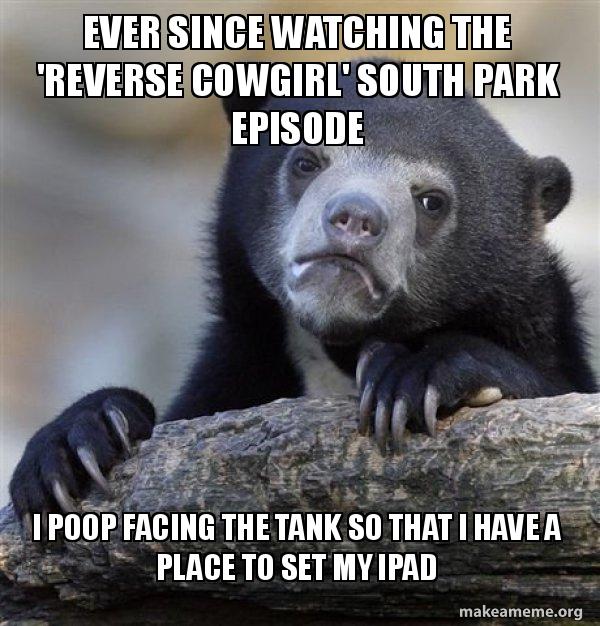 EVER SINCE WATCHING THE
'REVERSE COWGIRL' SOUTH PARK
EPISODE
I POOP FACING THE TANK SO THAT I HAVE A
PLACE TO SET MY IPAD
makeameme.org